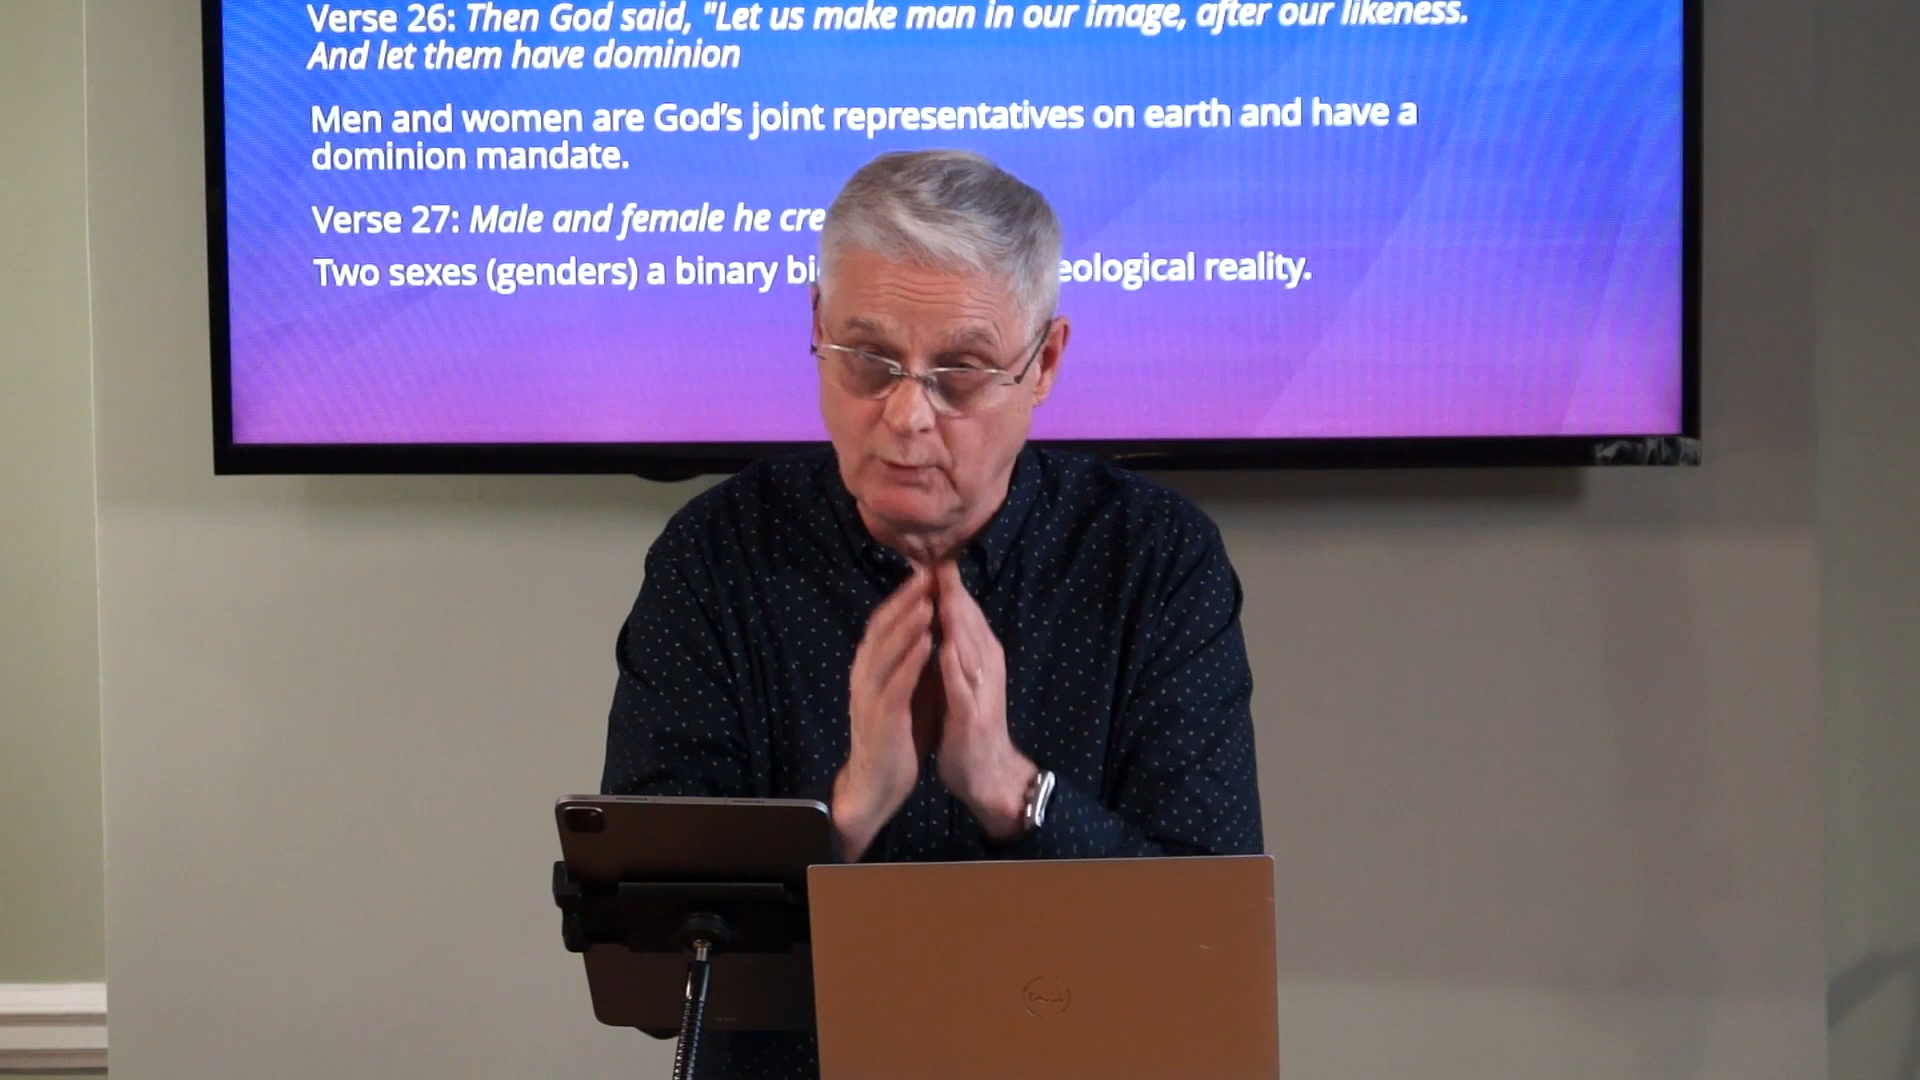 Verse 26: Then God said, "Let us make man in our image, after our likeness.
And let them have dominion
Men and women are God's joint representatives on earth and have a
dominion mandate.
Verse 27: Male and female he cre
Two sexes (genders) a binary bi eological reality.
DELL